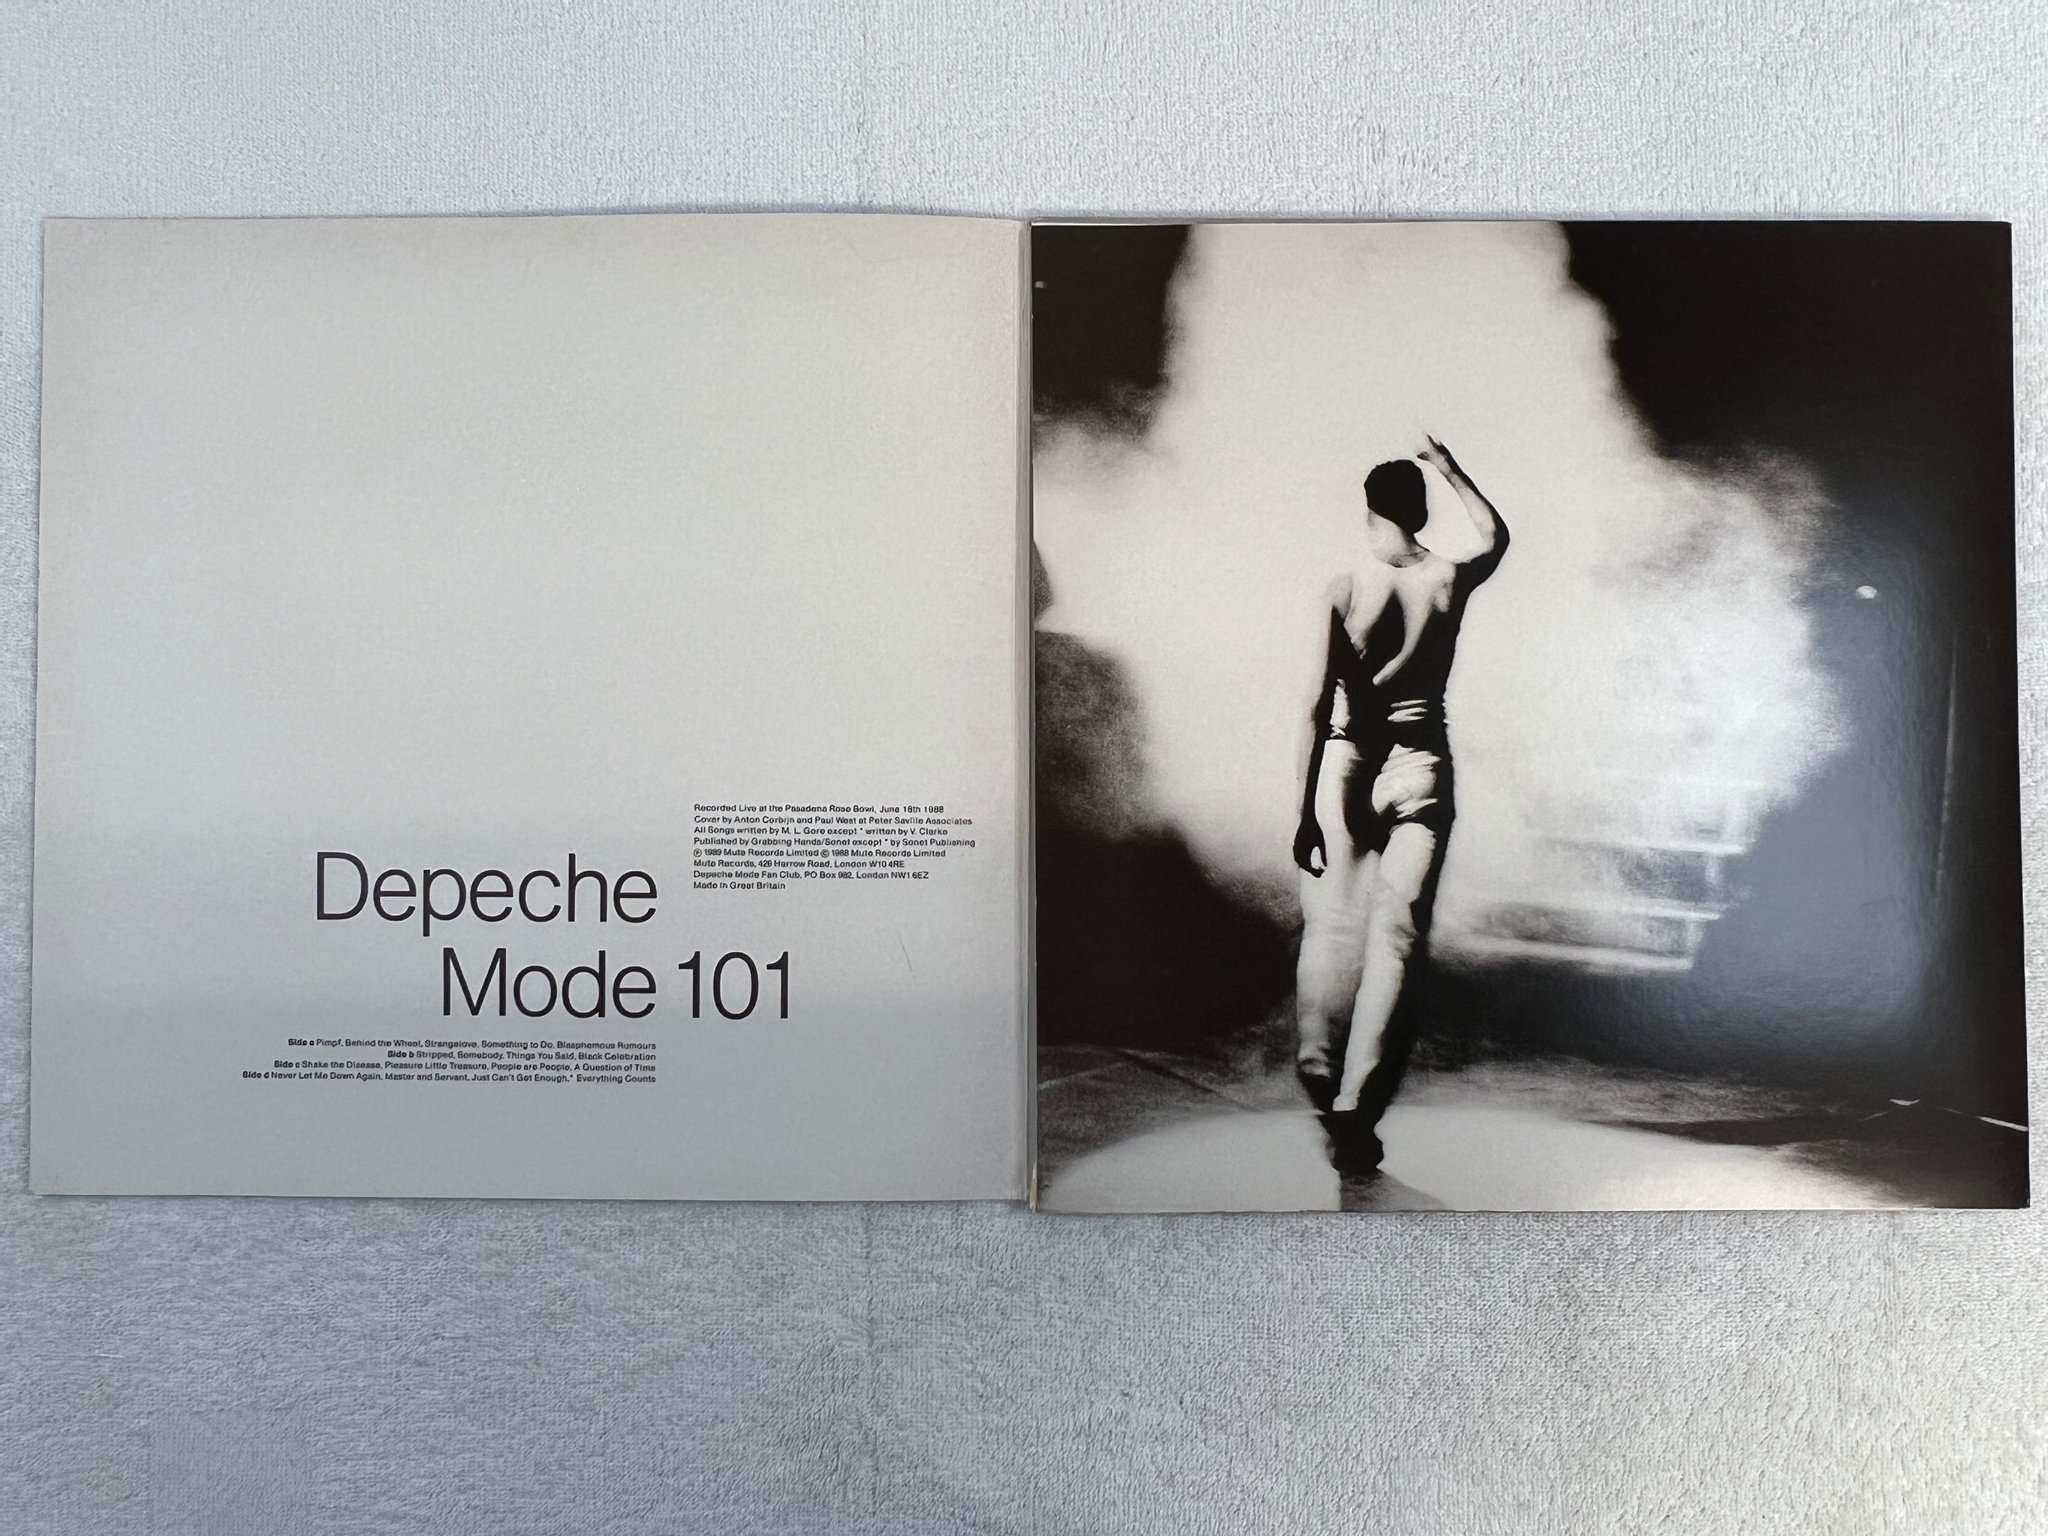 Recorded Live at the Pasadena Rose Bowl, June 18th 1988
Cover by Anton Corbijn and Paul West at Peter Saville Associates
All Songs written by M. L. Gore except * written by V. Clarke
Published by Grabbing Hands/Sonet except * by Sonet Publishing
℗ 1989 Mute Records Limited © 1988 Mute Records Limited
Mute Records, 429 Harrow Road, London W10 4RE
Depeche Mode Fan Club, PO Box 982, London NW1 6EZ
Made in Great Britain
Depeche
Mode 101
Side a Pimpf, Behind the Wheel, Strangelove, Something to Do, Blasphemous Rumours
Side b Stripped, Somebody, Things You Said, Black Celebration
Side c Shake the Disease, Pleasure Little Treasure, People are People, A Question of Time
Side d Never Let Me Down Again, Master and Servant, Just Can't Get Enough,* Everything Counts